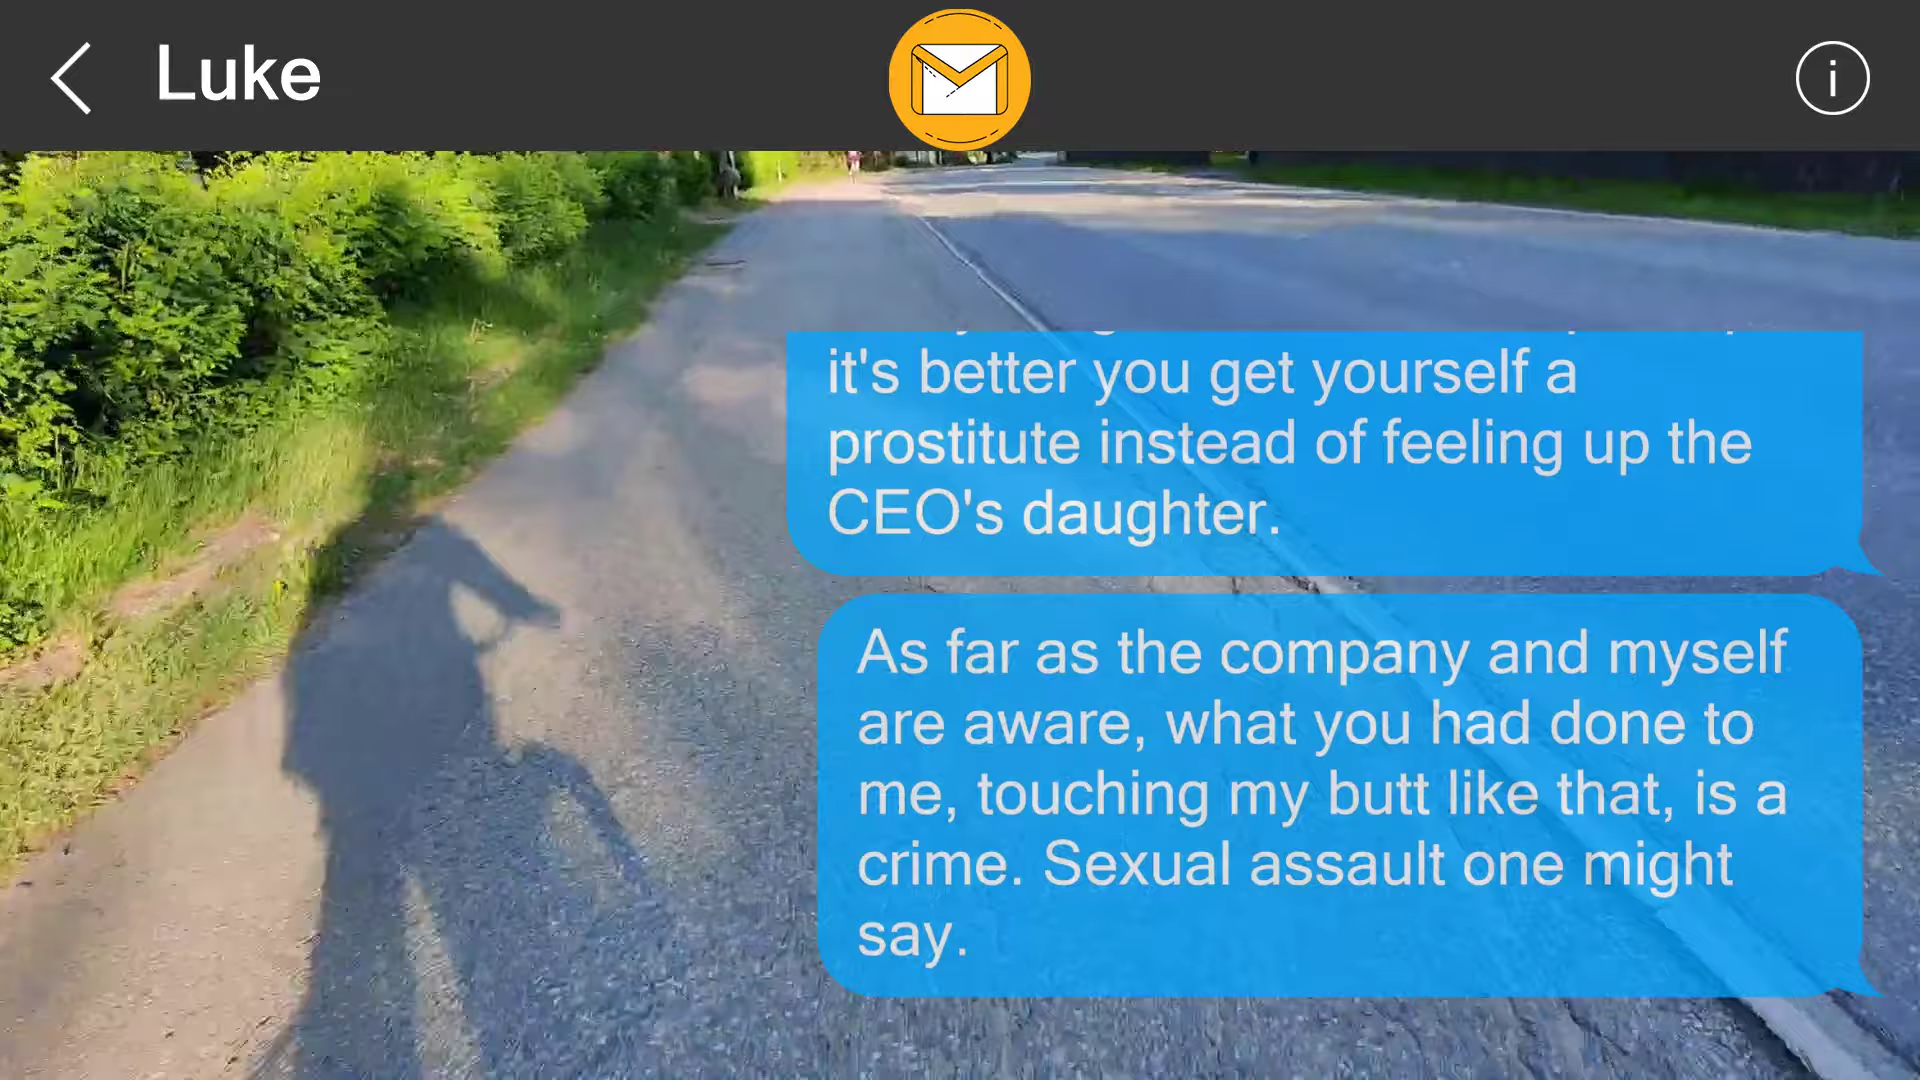 Luke
i
it's better you get yourself a
prostitute instead of feeling up the
CEO's daughter.
As far as the company and myself
are aware, what you had done to
me, touching my butt like that, is a
crime. Sexual assault one might
say.